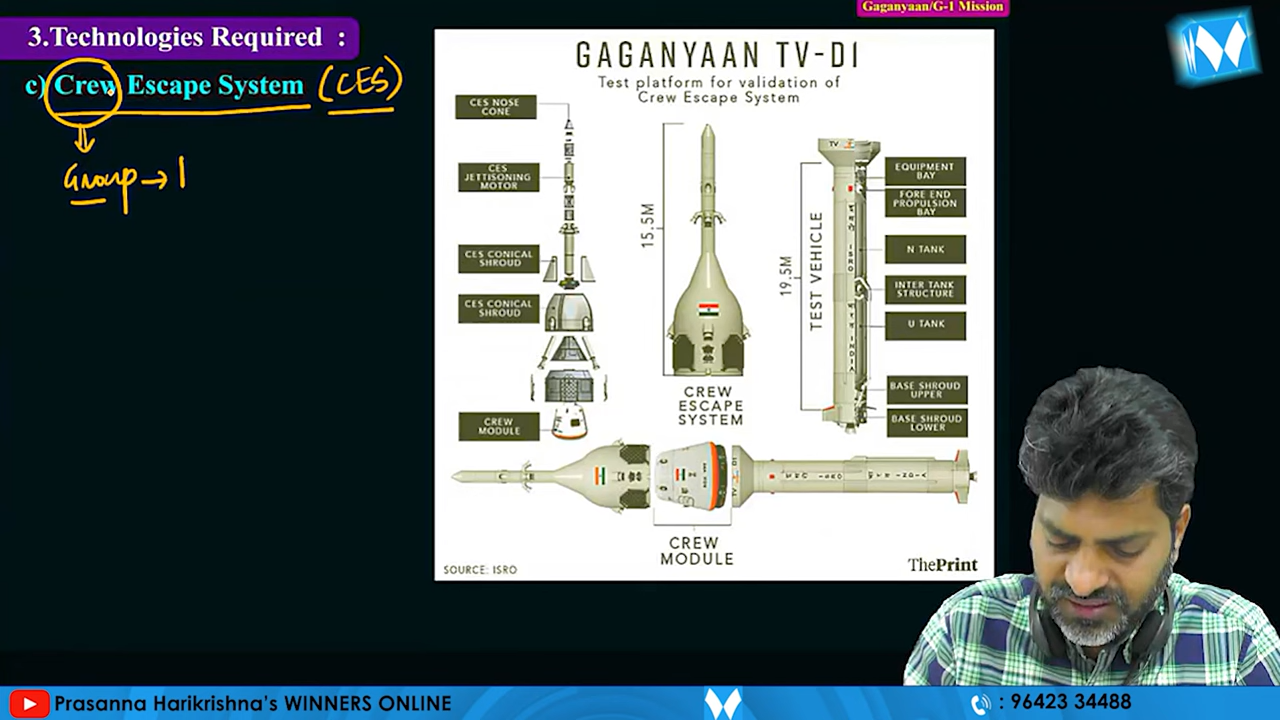 Gaganyaan/G-1 Mission
3.Technologies Required :
c) Crew Escape System (CES)
Group → 1
GAGANYAAN TV-D1
Test platform for validation of
Crew Escape System
CES NOSE
CONE
CES
JETTISONING
MOTOR
CES CONICAL
SHROUD
CES CONICAL
SHROUD
CREW
MODULE
15.5M
CREW
ESCAPE
SYSTEM
TV
19.5M
TEST VEHICLE
EQUIPMENT
BAY
FORE END
PROPULSION
BAY
N TANK
INTER TANK
STRUCTURE
U TANK
BASE SHROUD
UPPER
BASE SHROUD
LOWER
CREW
MODULE
SOURCE: ISRO
ThePrint
Prasanna Harikrishna's WINNERS ONLINE
: 96423 34488